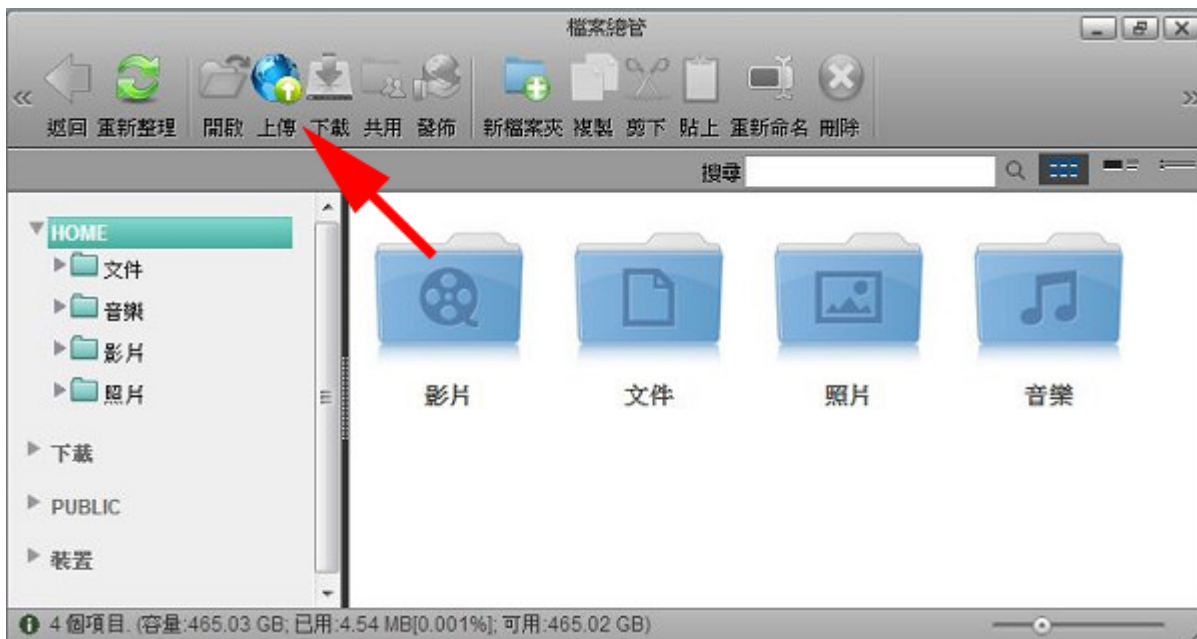 檔案總管
返回 重新整理 開啟 上傳 下載 共用 發佈 新檔案夾 複製 剪下 貼上 重新命名 刪除
搜尋
HOME
文件
音樂
影片
照片
下載
PUBLIC
裝置
影片 文件 照片 音樂
4 個項目. (容量:465.03 GB; 已用:4.54 MB[0.001%]; 可用:465.02 GB)